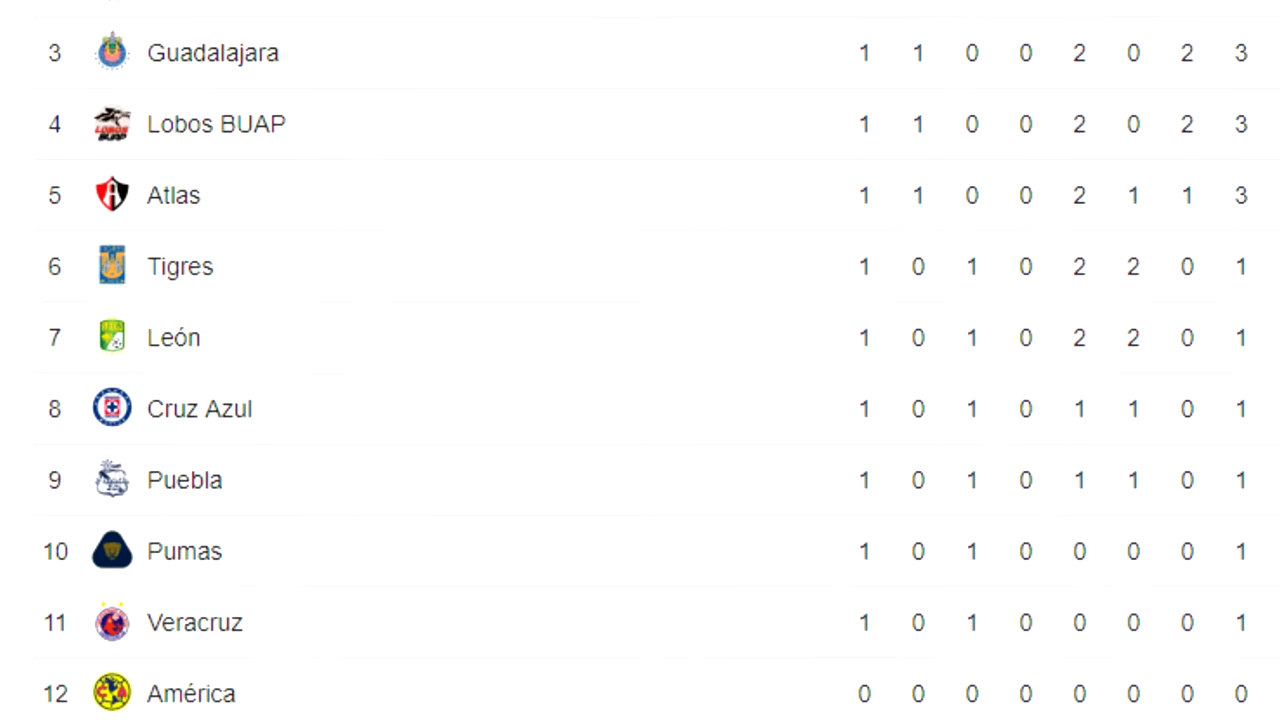 3 Guadalajara 1 1 0 0 2 0 2 3
4 LOBOS BUAP Lobos BUAP 1 1 0 0 2 0 2 3
5 A Atlas 1 1 0 0 2 1 1 3
6 TIGRES Tigres 1 0 1 0 2 2 0 1
7 León 1 0 1 0 2 2 0 1
8 Cruz Azul 1 0 1 0 1 1 0 1
9 Puebla 1 0 1 0 1 1 0 1
10 Pumas 1 0 1 0 0 0 0 1
11 Veracruz 1 0 1 0 0 0 0 1
12 C A América 0 0 0 0 0 0 0 0